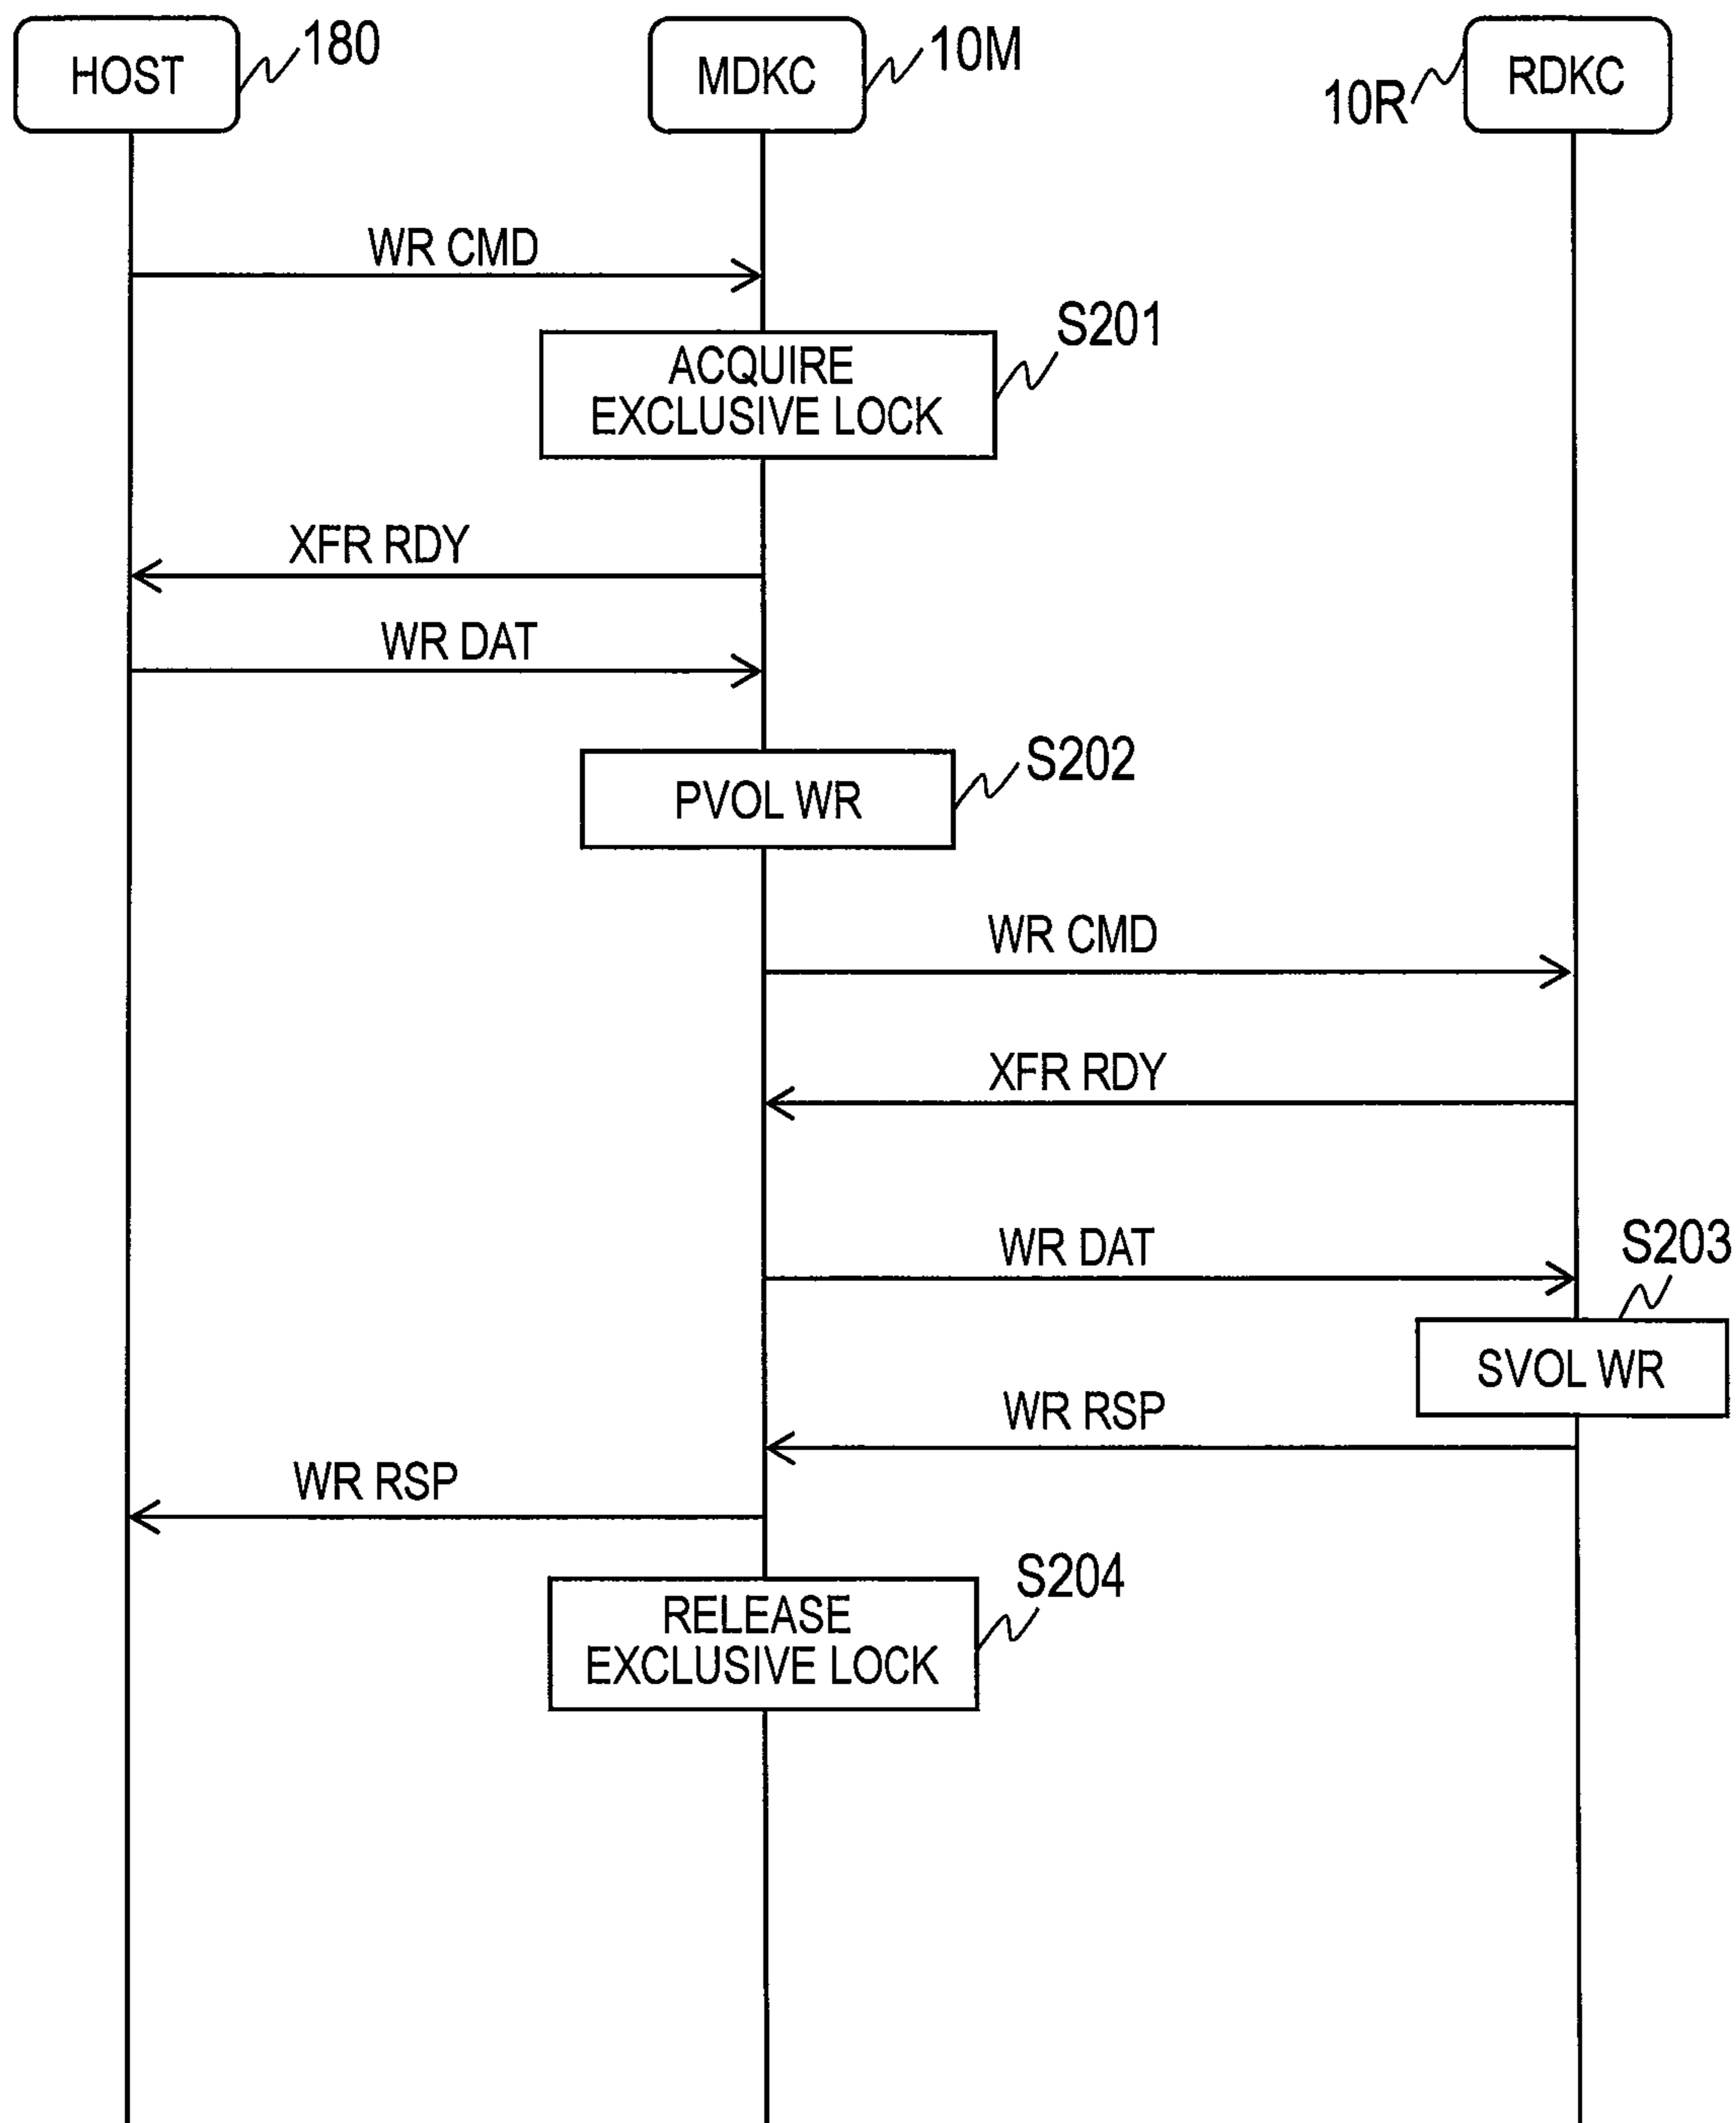 HOST
180
MDKC
10M
10R
RDKC
WR CMD
S201
ACQUIRE
EXCLUSIVE LOCK
XFR RDY
WR DAT
S202
PVOL WR
WR CMD
XFR RDY
WR DAT
S203
SVOL WR
WR RSP
WR RSP
S204
RELEASE
EXCLUSIVE LOCK